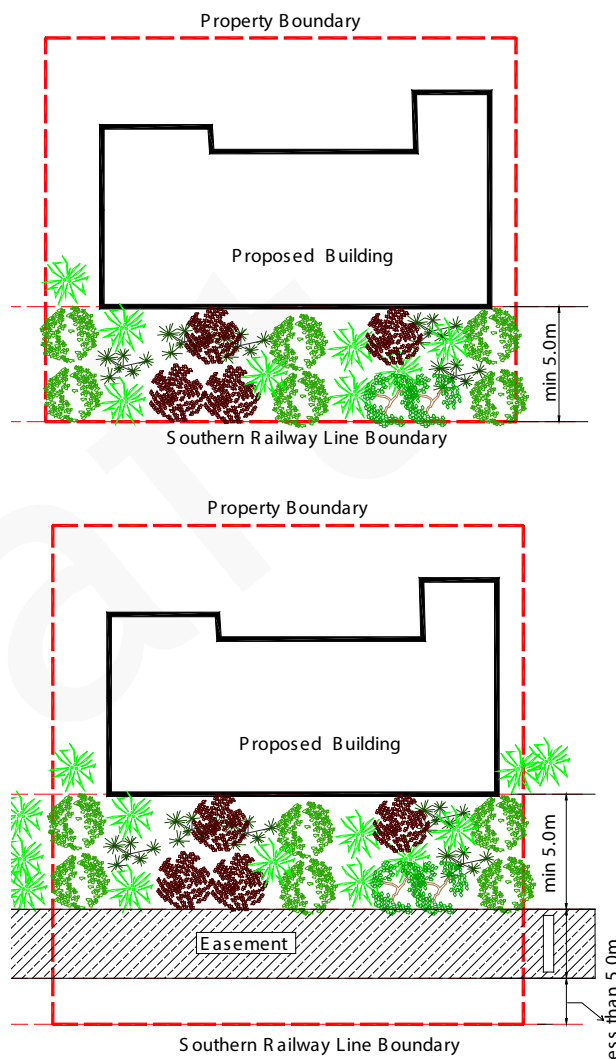 Property Boundary
Proposed Building
min 5.0m
Southern Railway Line Boundary
Property Boundary
Proposed Building
min 5.0m
Easement
than 5.0m
Southern Railway Line Boundary